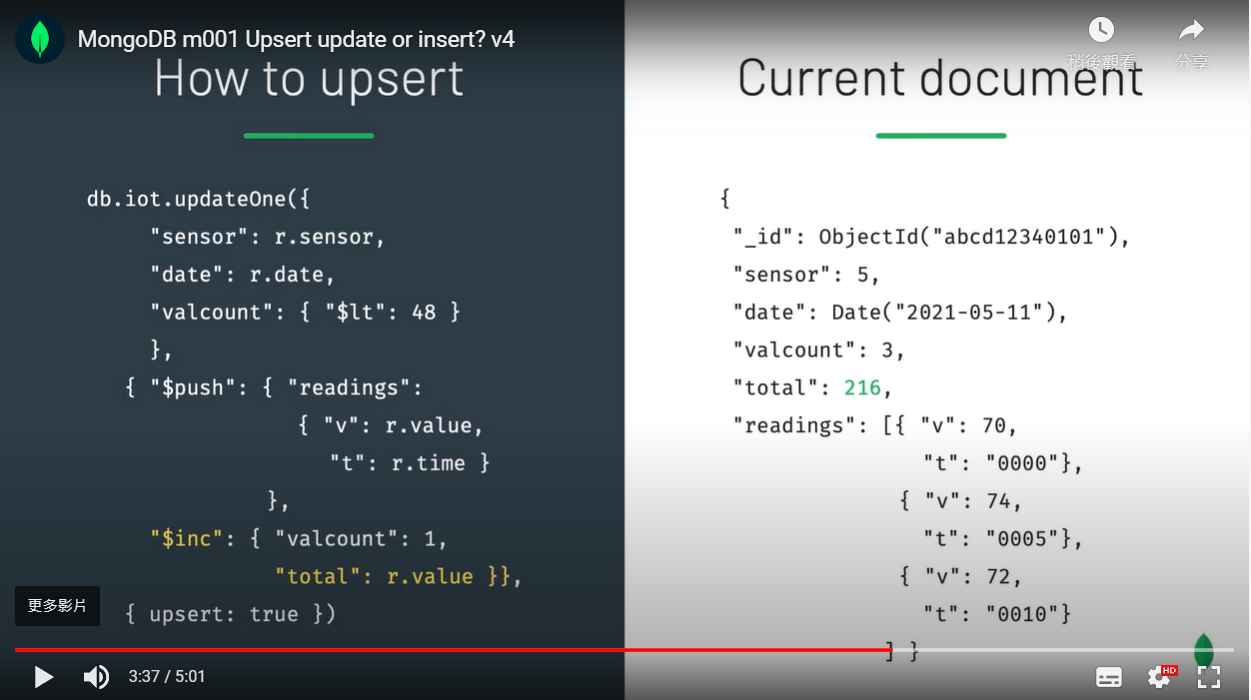 MongoDB m001 Upsert update or insert? v4
稍後觀看
分享
How to upsert
db.iot.updateOne({
"sensor": r.sensor,
"date": r.date,
"valcount": { "$lt": 48 }
},
{ "$push": { "readings":
{ "v": r.value,
"t": r.time }
},
"$inc": { "valcount": 1,
"total": r.value }},
{ upsert: true })
Current document
{
"_id": ObjectId("abcd12340101"),
"sensor": 5,
"date": Date("2021-05-11"),
"valcount": 3,
"total": 216,
"readings": [{ "v": 70,
"t": "0000"},
{ "v": 74,
"t": "0005"},
{ "v": 72,
"t": "0010"}
] }
更多影片
3:37 / 5:01
HD